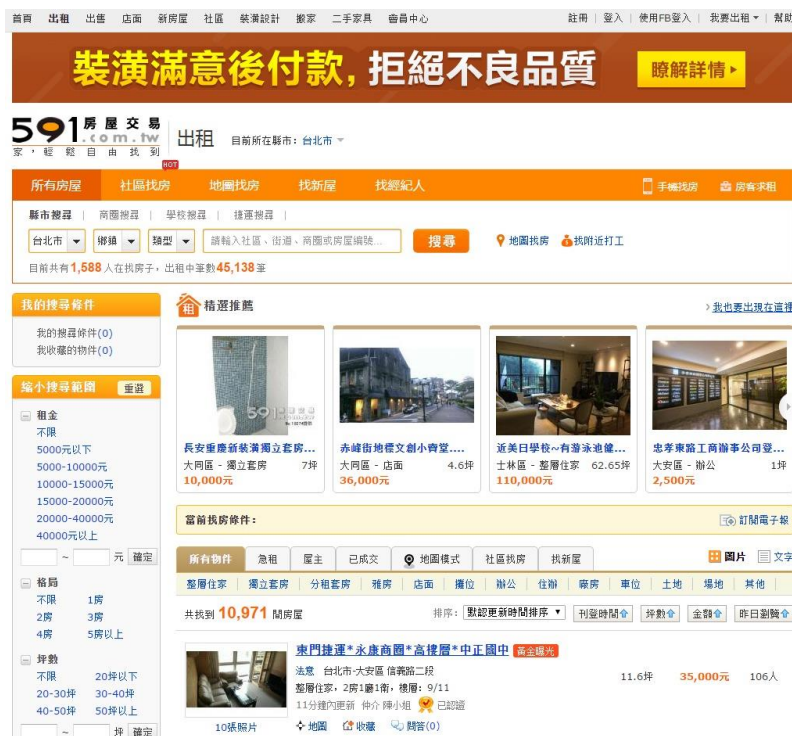 首頁 出租 出售 店面 新房屋 社區 裝潢設計 搬家 二手家具 會員中心 註冊 | 登入 | 使用FB登入 | 我要出租 | 幫助
裝潢滿意後付款, 拒絕不良品質 瞭解詳情
591 房屋交易 .com.tw
家，輕鬆自由找到
出租 目前所在縣市：台北市
HOT
所有房屋 社區找房 地圖找房 找新屋 找經紀人 手機找房 房客求租
縣市搜尋 | 商圈搜尋 | 學校搜尋 | 捷運搜尋 |
台北市 鄉鎮 類型 請輸入社區、街道、商圈或房屋編號... 搜尋 地圖找房 找附近打工
目前共有1,588 人在找房子，出租中筆數45,138 筆
我的搜尋條件
我的搜尋條件(0)
我收藏的物件(0)
縮小搜尋範圍 重選
租金
不限
5000元以下
5000-10000元
10000-15000元
15000-20000元
20000-40000元
40000元以上
~ 元 確定
格局
不限 1房
2房 3房
4房 5房以上
坪數
不限 20坪以下
20-30坪 30-40坪
40-50坪 50坪以上
~ 坪 確定
租 精選推薦 我也要出現在這裡
591
長安重慶新裝潢獨立套房...
大同區 - 獨立套房 7坪
10,000元
赤峰街地標文創小資堂....
大同區 - 店面 4.6坪
36,000元
近美日學校~有游泳池健...
士林區 - 整層住家 62.65坪
110,000元
忠孝東路工商辦事公司登...
大安區 - 辦公 1坪
2,500元
當前找房條件： 訂閱電子報
所有物件 急租 屋主 已成交 地圖模式 社區找房 找新屋 圖片 文字
整層住家 | 獨立套房 | 分租套房 | 雅房 | 店面 | 攤位 | 辦公 | 住辦 | 廠房 | 車位 | 土地 | 場地 | 其他 |
共找到 10,971 間房屋 排序： 默認更新時間排序 刊登時間 坪數 金額 昨日瀏覽
東門捷運*永康商圈*高樓層*中正國中 黃金曝光
法意 台北市-大安區 信義路二段
整層住家，2房1廳1衛，樓層：9/11
11分鐘內更新 仲介 陳小姐 已認證
10張照片 地圖 收藏 問答(0)
11.6坪 35,000元 106人